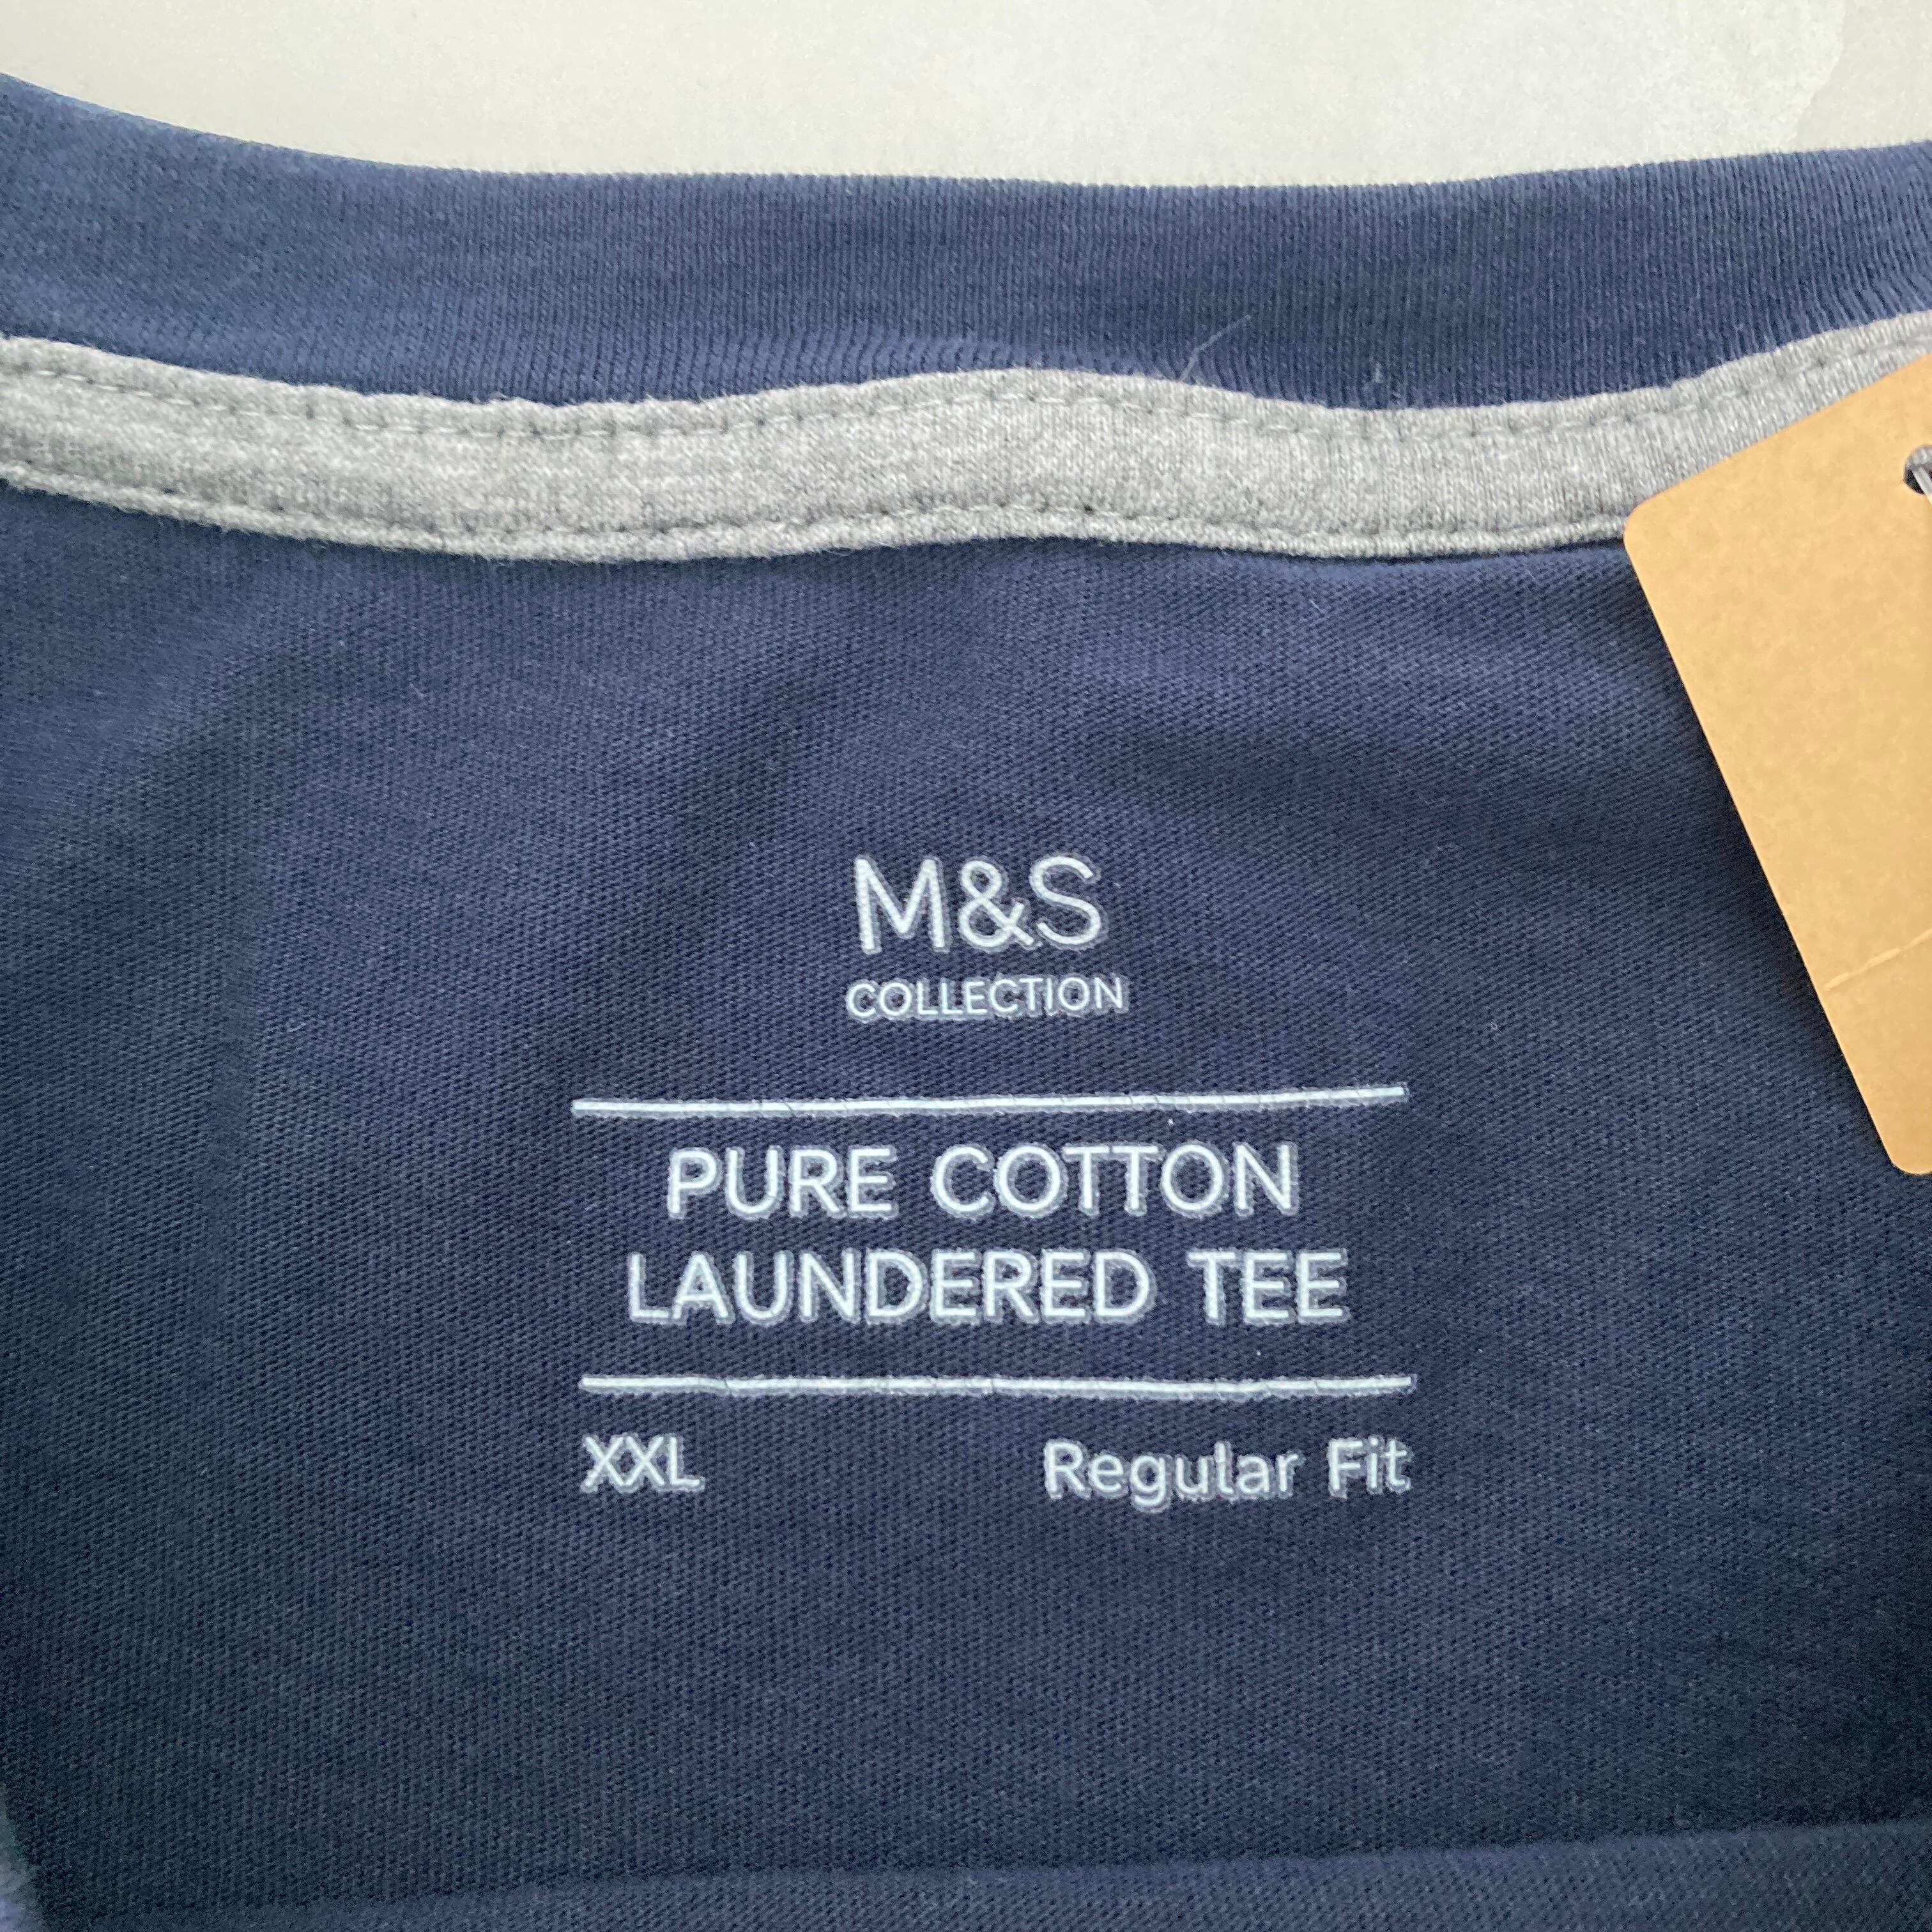 M&S
COLLECTION
PURE COTTON
LAUNDERED TEE
XXL Regular Fit